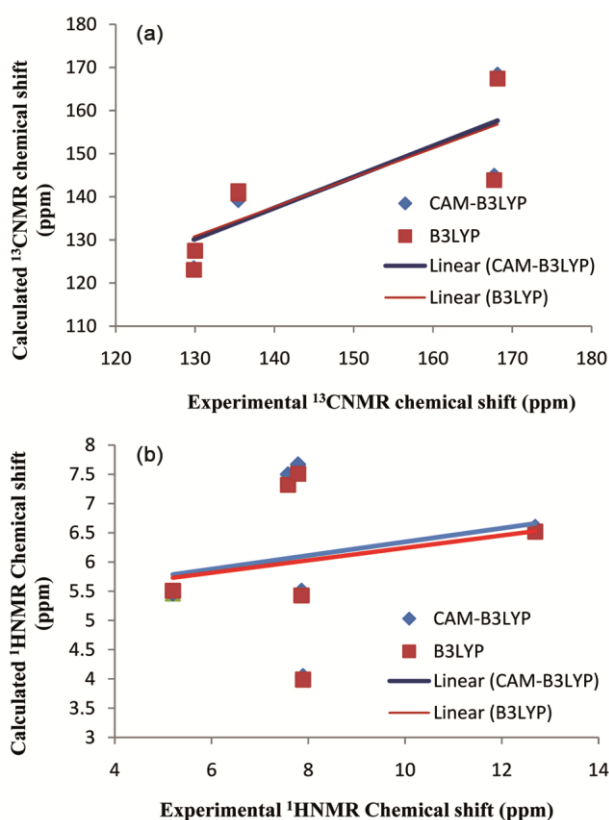 (a)
180
170
160
150
140
130
120
110
120 130 140 150 160 170 180
Calculated ¹³CNMR chemical shift
(ppm)
CAM-B3LYP
B3LYP
Linear (CAM-B3LYP)
Linear (B3LYP)
Experimental ¹³CNMR chemical shift (ppm)
(b)
8
7.5
7
6.5
6
5.5
5
4.5
4
3.5
3
4 6 8 10 12 14
Calculated ¹HNMR Chemical shift
(ppm)
CAM-B3LYP
B3LYP
Linear (CAM-B3LYP)
Linear (B3LYP)
Experimental ¹HNMR Chemical shift (ppm)